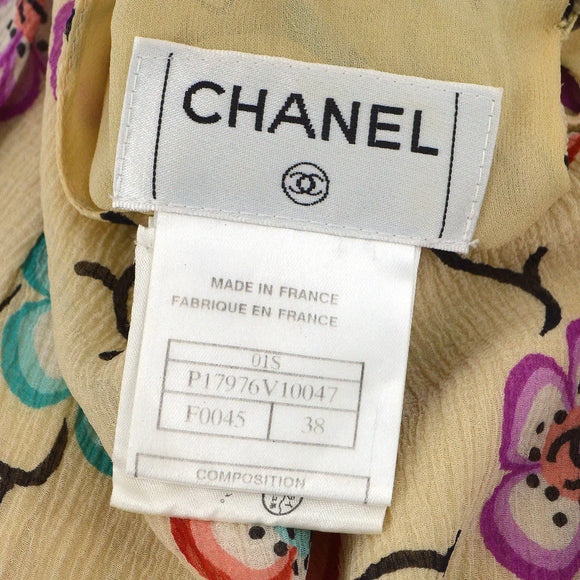 CHANEL
MADE IN FRANCE
FABRIQUE EN FRANCE
01S
P17976V10047
F0045 38
COMPOSITION